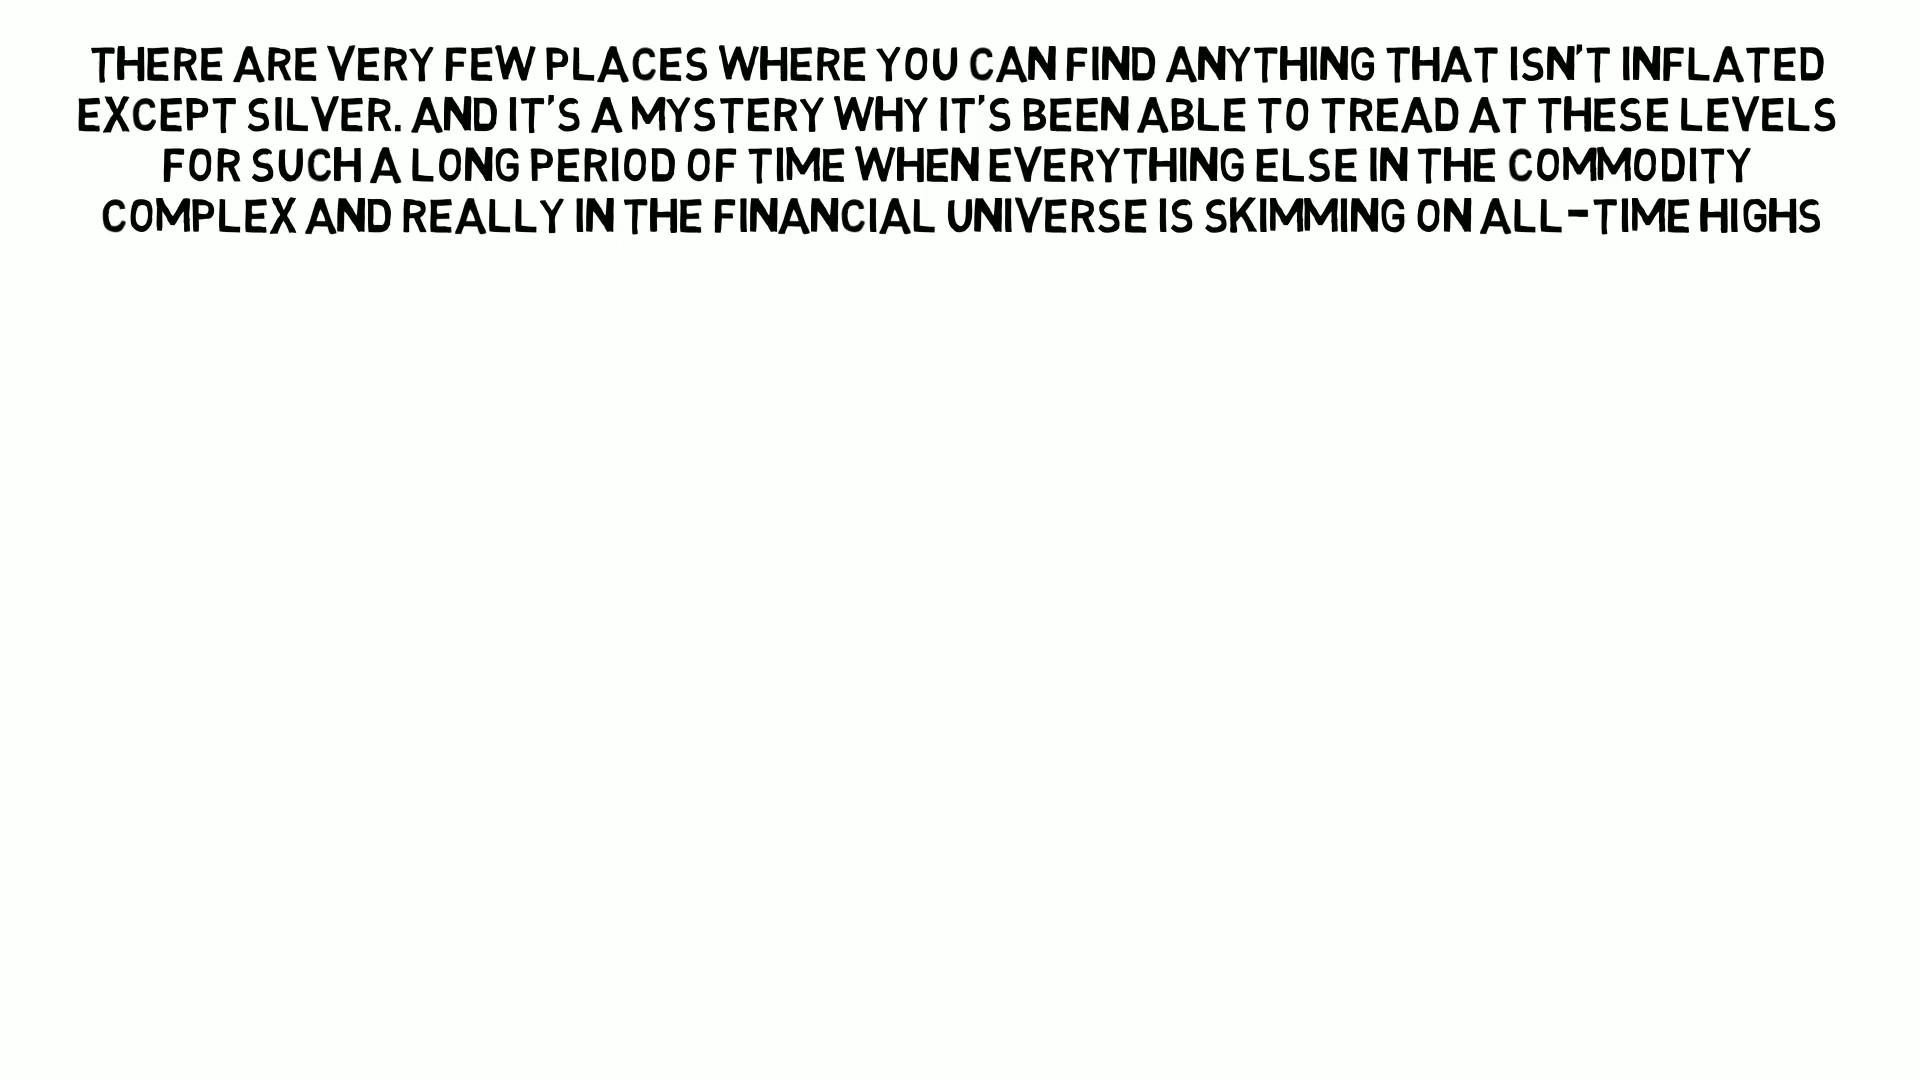 THERE ARE VERY FEW PLACES WHERE YOU CAN FIND ANYTHING THAT ISN'T INFLATED
EXCEPT SILVER. AND IT'S A MYSTERY WHY IT'S BEEN ABLE TO TREAD AT THESE LEVELS
FOR SUCH A LONG PERIOD OF TIME WHEN EVERYTHING ELSE IN THE COMMODITY
COMPLEX AND REALLY IN THE FINANCIAL UNIVERSE IS SKIMMING ON ALL-TIME HIGHS